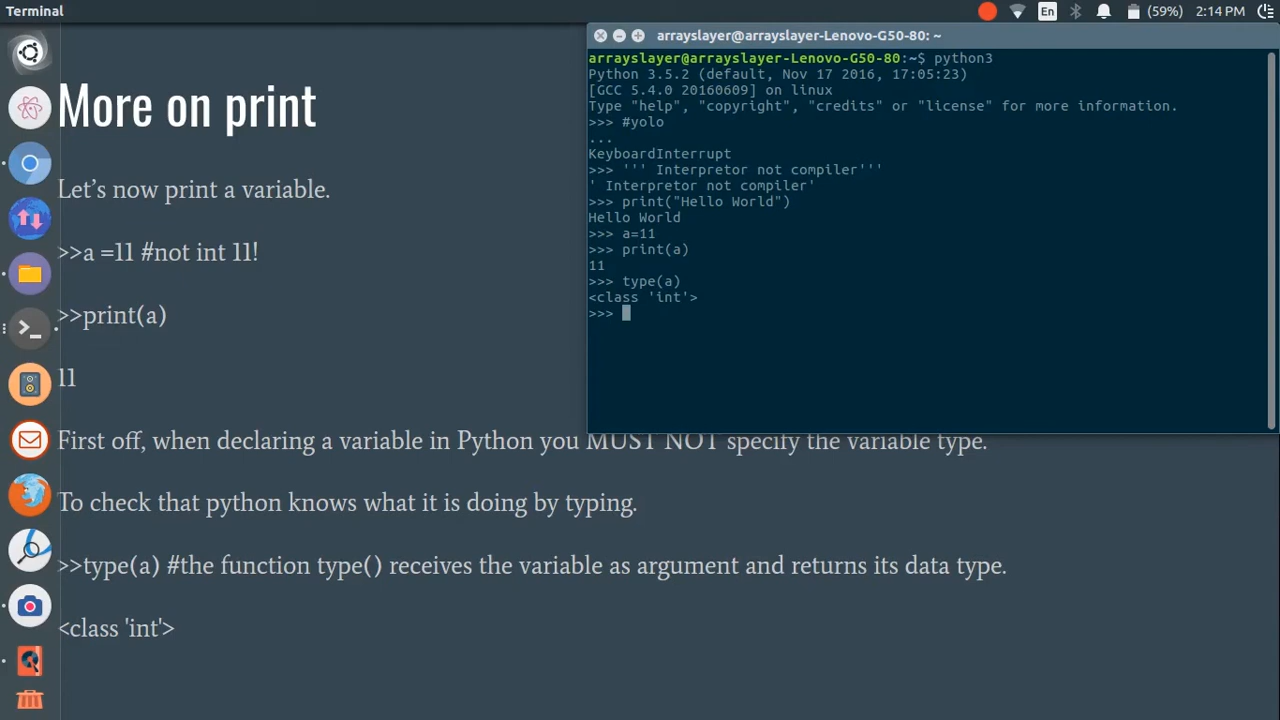 Terminal
En
(59%)
2:14 PM
More on print
Let's now print a variable.
>>a =11 #not int 11!
>>print(a)
11
First off, when declaring a variable in Python you MUST NOT specify the variable type.
To check that python knows what it is doing by typing.
>>type(a) #the function type() receives the variable as argument and returns its data type.
<class 'int'>
arrayslayer@arrayslayer-Lenovo-G50-80: ~
arrayslayer@arrayslayer-Lenovo-G50-80:~$ python3
Python 3.5.2 (default, Nov 17 2016, 17:05:23)
[GCC 5.4.0 20160609] on linux
Type "help", "copyright", "credits" or "license" for more information.
>>> #yolo
...
KeyboardInterrupt
>>> ''' Interpretor not compiler'''
' Interpretor not compiler'
>>> print("Hello World")
Hello World
>>> a=11
>>> print(a)
11
>>> type(a)
<class 'int'>
>>>